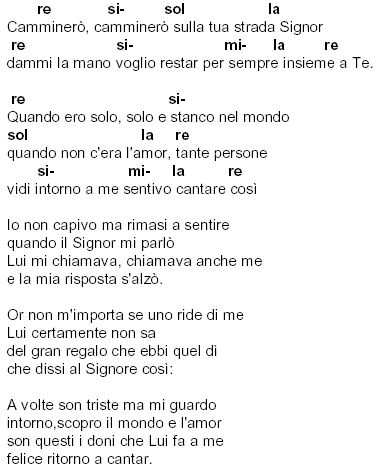 re si- sol la
Camminerò, camminerò sulla tua strada Signor
re si- mi- la re
dammi la mano voglio restar per sempre insieme a Te.
re si-
Quando ero solo, solo e stanco nel mondo
sol la re
quando non c'era l'amor, tante persone
si- mi- la re
vidi intorno a me sentivo cantare così
Io non capivo ma rimasi a sentire
quando il Signor mi parlò
Lui mi chiamava, chiamava anche me
e la mia risposta s'alzò.
Or non m'importa se uno ride di me
Lui certamente non sa
del gran regalo che ebbi quel dì
che dissi al Signore così:
A volte son triste ma mi guardo
intorno,scopro il mondo e l'amor
son questi i doni che Lui fa a me
felice ritorno a cantar.